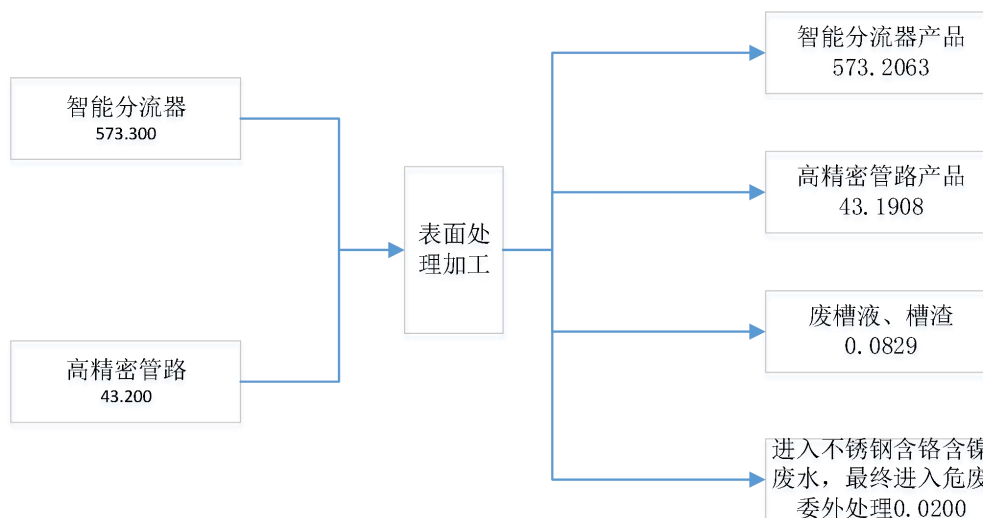 智能分流器
573.300
高精密管路
43.200
表面处
理加工
智能分流器产品
573.2063
高精密管路产品
43.1908
废槽液、槽渣
0.0829
进入不锈钢含铬含镍
废水，最终进入危废
委外处理0.0200